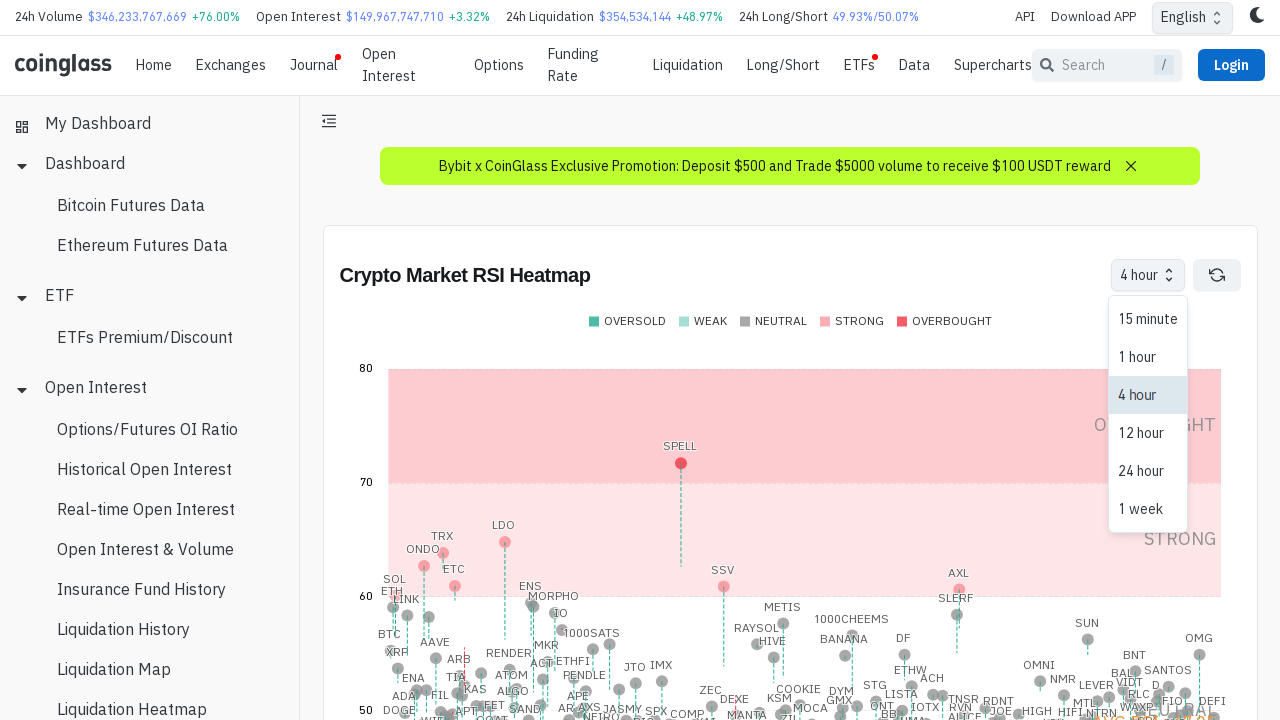 24h Volume $346,233,767,669 +76.00% Open Interest $149,967,747,710 +3.32% 24h Liquidation $354,534,144 +48.97% 24h Long/Short 49.93%/50.07% API Download APP English
coinglass Home Exchanges Journal Open Interest Options Funding Rate Liquidation Long/Short ETFs Data Supercharts Search / Login
My Dashboard
Dashboard
Bitcoin Futures Data
Ethereum Futures Data
ETF
ETFs Premium/Discount
Open Interest
Options/Futures OI Ratio
Historical Open Interest
Real-time Open Interest
Open Interest & Volume
Insurance Fund History
Liquidation History
Liquidation Map
Liquidation Heatmap
Bybit x CoinGlass Exclusive Promotion: Deposit $500 and Trade $5000 volume to receive $100 USDT reward
Crypto Market RSI Heatmap
4 hour
15 minute
1 hour
4 hour
12 hour
24 hour
1 week
OVERSOLD WEAK NEUTRAL STRONG OVERBOUGHT
80
70
STRONG
60
50
SPELL
LDO
TRX
ONDO
ETC
SSV
AXL
SOL
ETH
LINK
ENS
MORPHO
IO
SLERF
METIS
1000CHEEMS
SUN
1000SATS
RAYSOL
HIVE
BANANA
DF
OMG
BTC
XRP
AAVE
MKR
RENDER
ARB
ACT
ETHFI
JTO
IMX
ETHW
OMNI
BNT
ENA
TIA
ATOM
PENDLE
ACH
NMR
BAL
SANTOS
ADA
FIL
KAS
ALGO
APE
ZEC
DEXE
KSM
COOKIE
DYM
STG
LISTA
LEVER
VIDT
DOGE
APT
SAND
AXS
JASMY
SPX
COMP
MANTA
MOCA
GMX
ONT
IOTX
TNSR
RDNT
HIGH
HIFI
MTL
RLC
DEFI